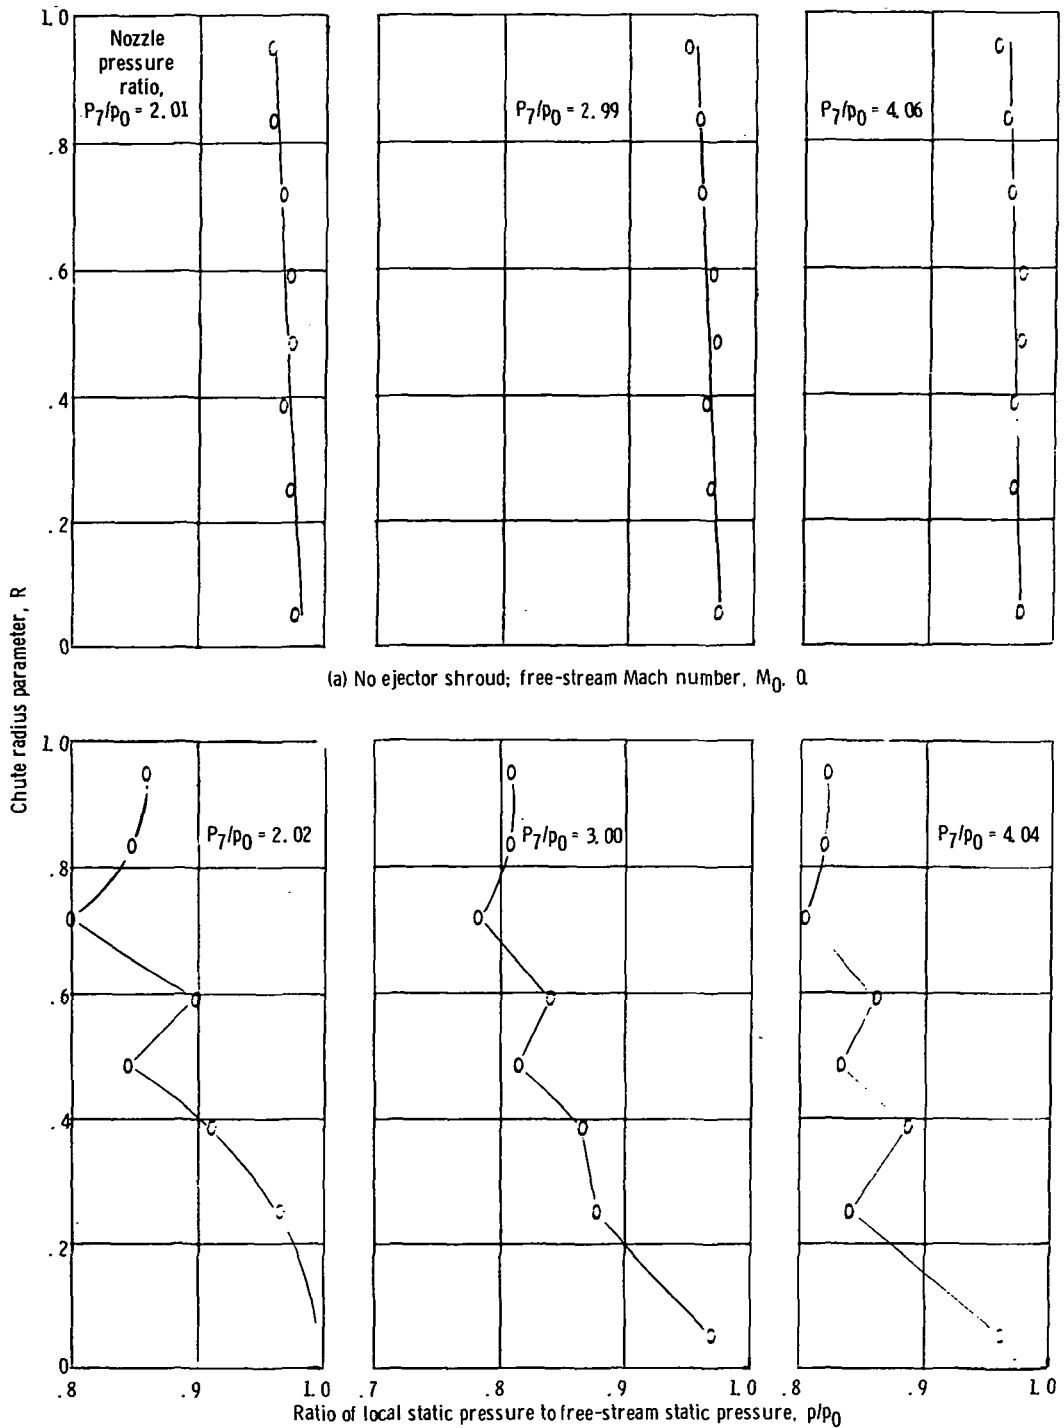 1.0
Nozzle
pressure
ratio,
P7/p0 = 2.01
P7/p0 = 2.99
P7/p0 = 4.06
.8
.6
.4
.2
0
(a) No ejector shroud; free-stream Mach number, M0, 0.
Chute radius parameter, R
1.0
P7/p0 = 2.02
P7/p0 = 3.00
P7/p0 = 4.04
.8
.6
.4
.2
0
.8 .9 1.0 .7 .8 .9 1.0 .8 .9 1.0
Ratio of local static pressure to free-stream static pressure, p/p0